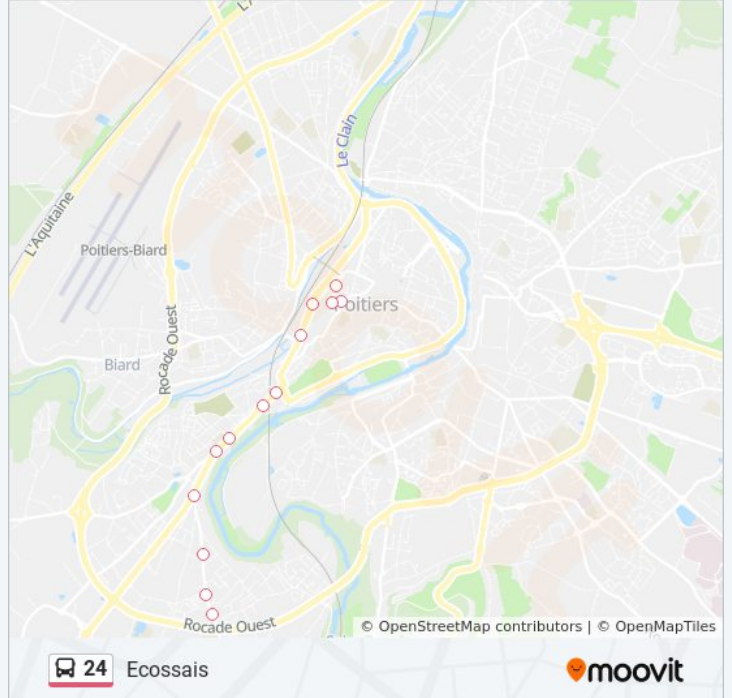 L'A
Le Clain
L'Aquitaine
Poitiers-Biard
Poitiers
Rocade Ouest
Biard
Rocade Ouest
© OpenStreetMap contributors | © OpenMapTiles
24 Ecossais
moovit